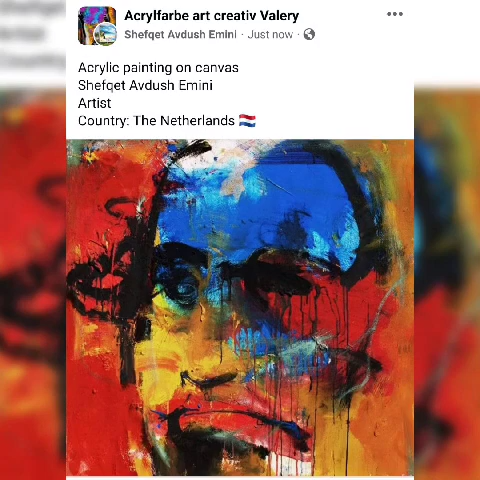 Acrylfarbe art creativ Valery
Shefqet Avdush Emini · Just now ·
Acrylic painting on canvas
Shefqet Avdush Emini
Artist
Country: The Netherlands 🇳🇱